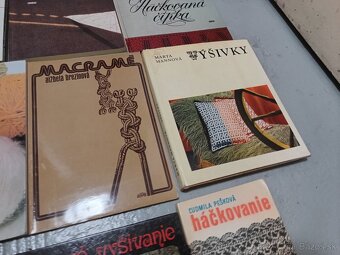 Háčkovaná
čipka
MACRAMÉ
alžbeta brezinová
MARTA
MANNOVÁ
VÝŠIVKY
ĽUDMILA PEŠKOVÁ
háčkovanie
VYŠÍVANIE